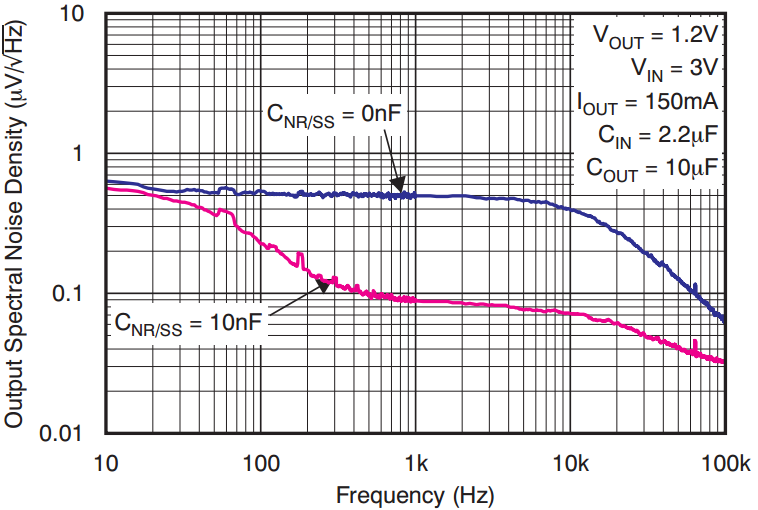 Output Spectral Noise Density (μV/√Hz)
10
1
0.1
0.01
V_OUT = 1.2V
V_IN = 3V
I_OUT = 150mA
C_IN = 2.2μF
C_OUT = 10μF
C_NR/SS = 0nF
C_NR/SS = 10nF
10 100 1k 10k 100k
Frequency (Hz)